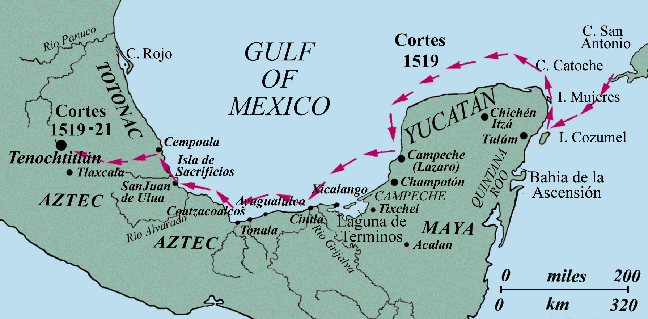 Rio Panuco
C. Rojo
GULF
OF
MEXICO
Cortes
1519
C. San
Antonio
C. Catoche
I. Mujeres
I. Cozumel
TOTONAC
Cortes
1519-21
Tenochtitlán
Tlaxcala
AZTEC
Cempoala
Isla de
Sacrificios
San Juan
de Ulua
Rio Alvarado
AZTEC
Coatzacoalcos
Tonala
Ayagualulco
Cintla
Xicalango
Rio Grijalva
YUCATÁN
Chichén
Itzá
Tulúm
Campeche
(Lazaro)
Champotón
CAMPECHE
Tixchel
Laguna de
Terminos
MAYA
Acalan
QUINTANA
ROO
Bahia de la
Ascensión
0 miles 200
0 km 320